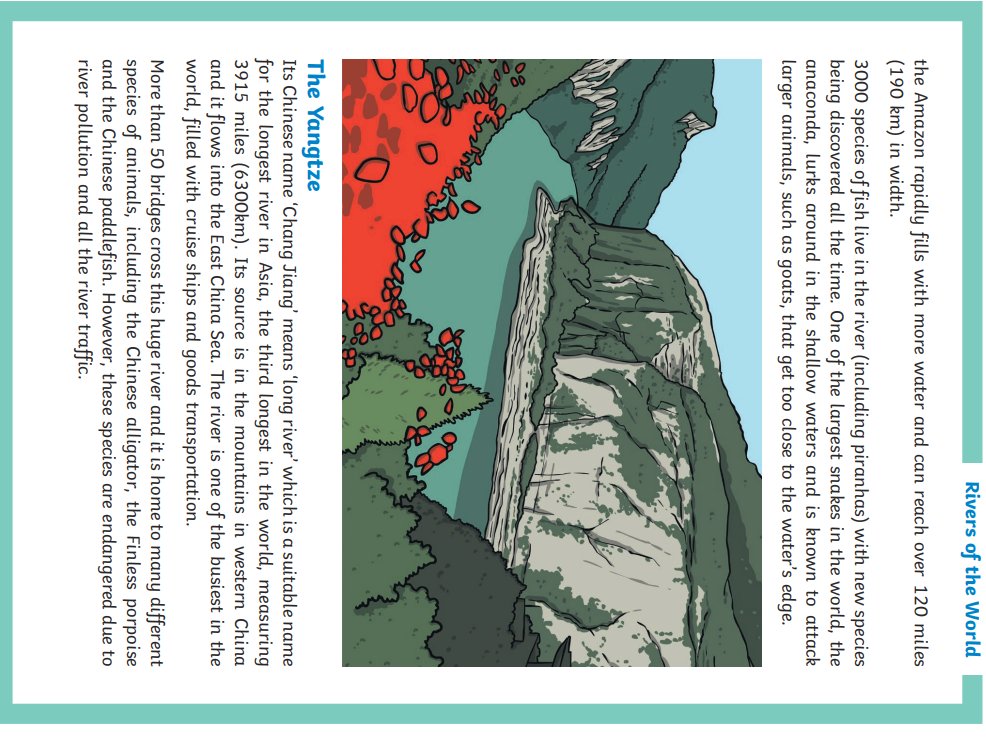 Rivers of the World
the Amazon rapidly fills with more water and can reach over 120 miles
(190 km) in width.
3000 species of fish live in the river (including piranhas) with new species
being discovered all the time. One of the largest snakes in the world, the
anaconda, lurks around in the shallow waters and is known to attack
larger animals, such as goats, that get too close to the water's edge.
The Yangtze
Its Chinese name 'Chang Jiang' means 'long river' which is a suitable name
for the longest river in Asia, the third longest in the world, measuring
3915 miles (6300km). Its source is in the mountains in western China
and it flows into the East China Sea. The river is one of the busiest in the
world, filled with cruise ships and goods transportation.
More than 50 bridges cross this huge river and it is home to many different
species of animals, including the Chinese alligator, the Finless porpoise
and the Chinese paddlefish. However, these species are endangered due to
river pollution and all the river traffic.